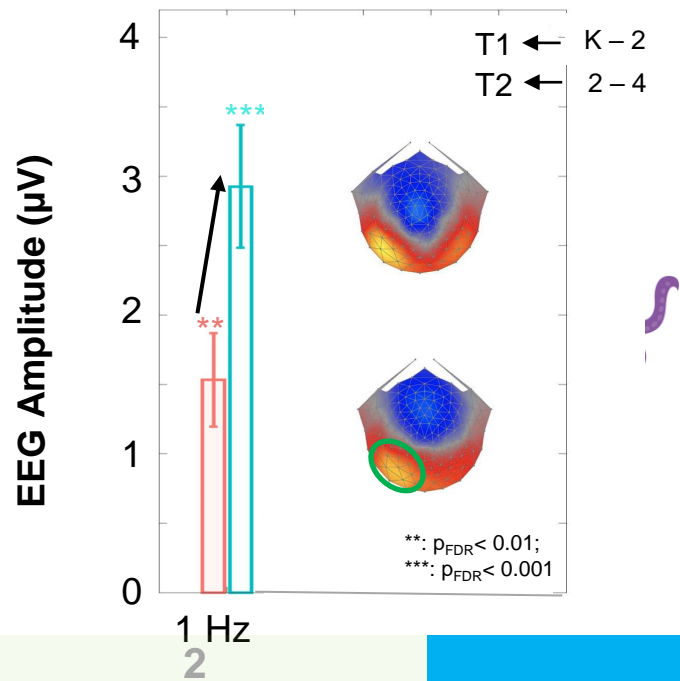 4
T1 K – 2
T2 2 – 4
***
3
EEG Amplitude (µV)
2
**
1
**: pFDR< 0.01;
***: pFDR< 0.001
0
1 Hz
2